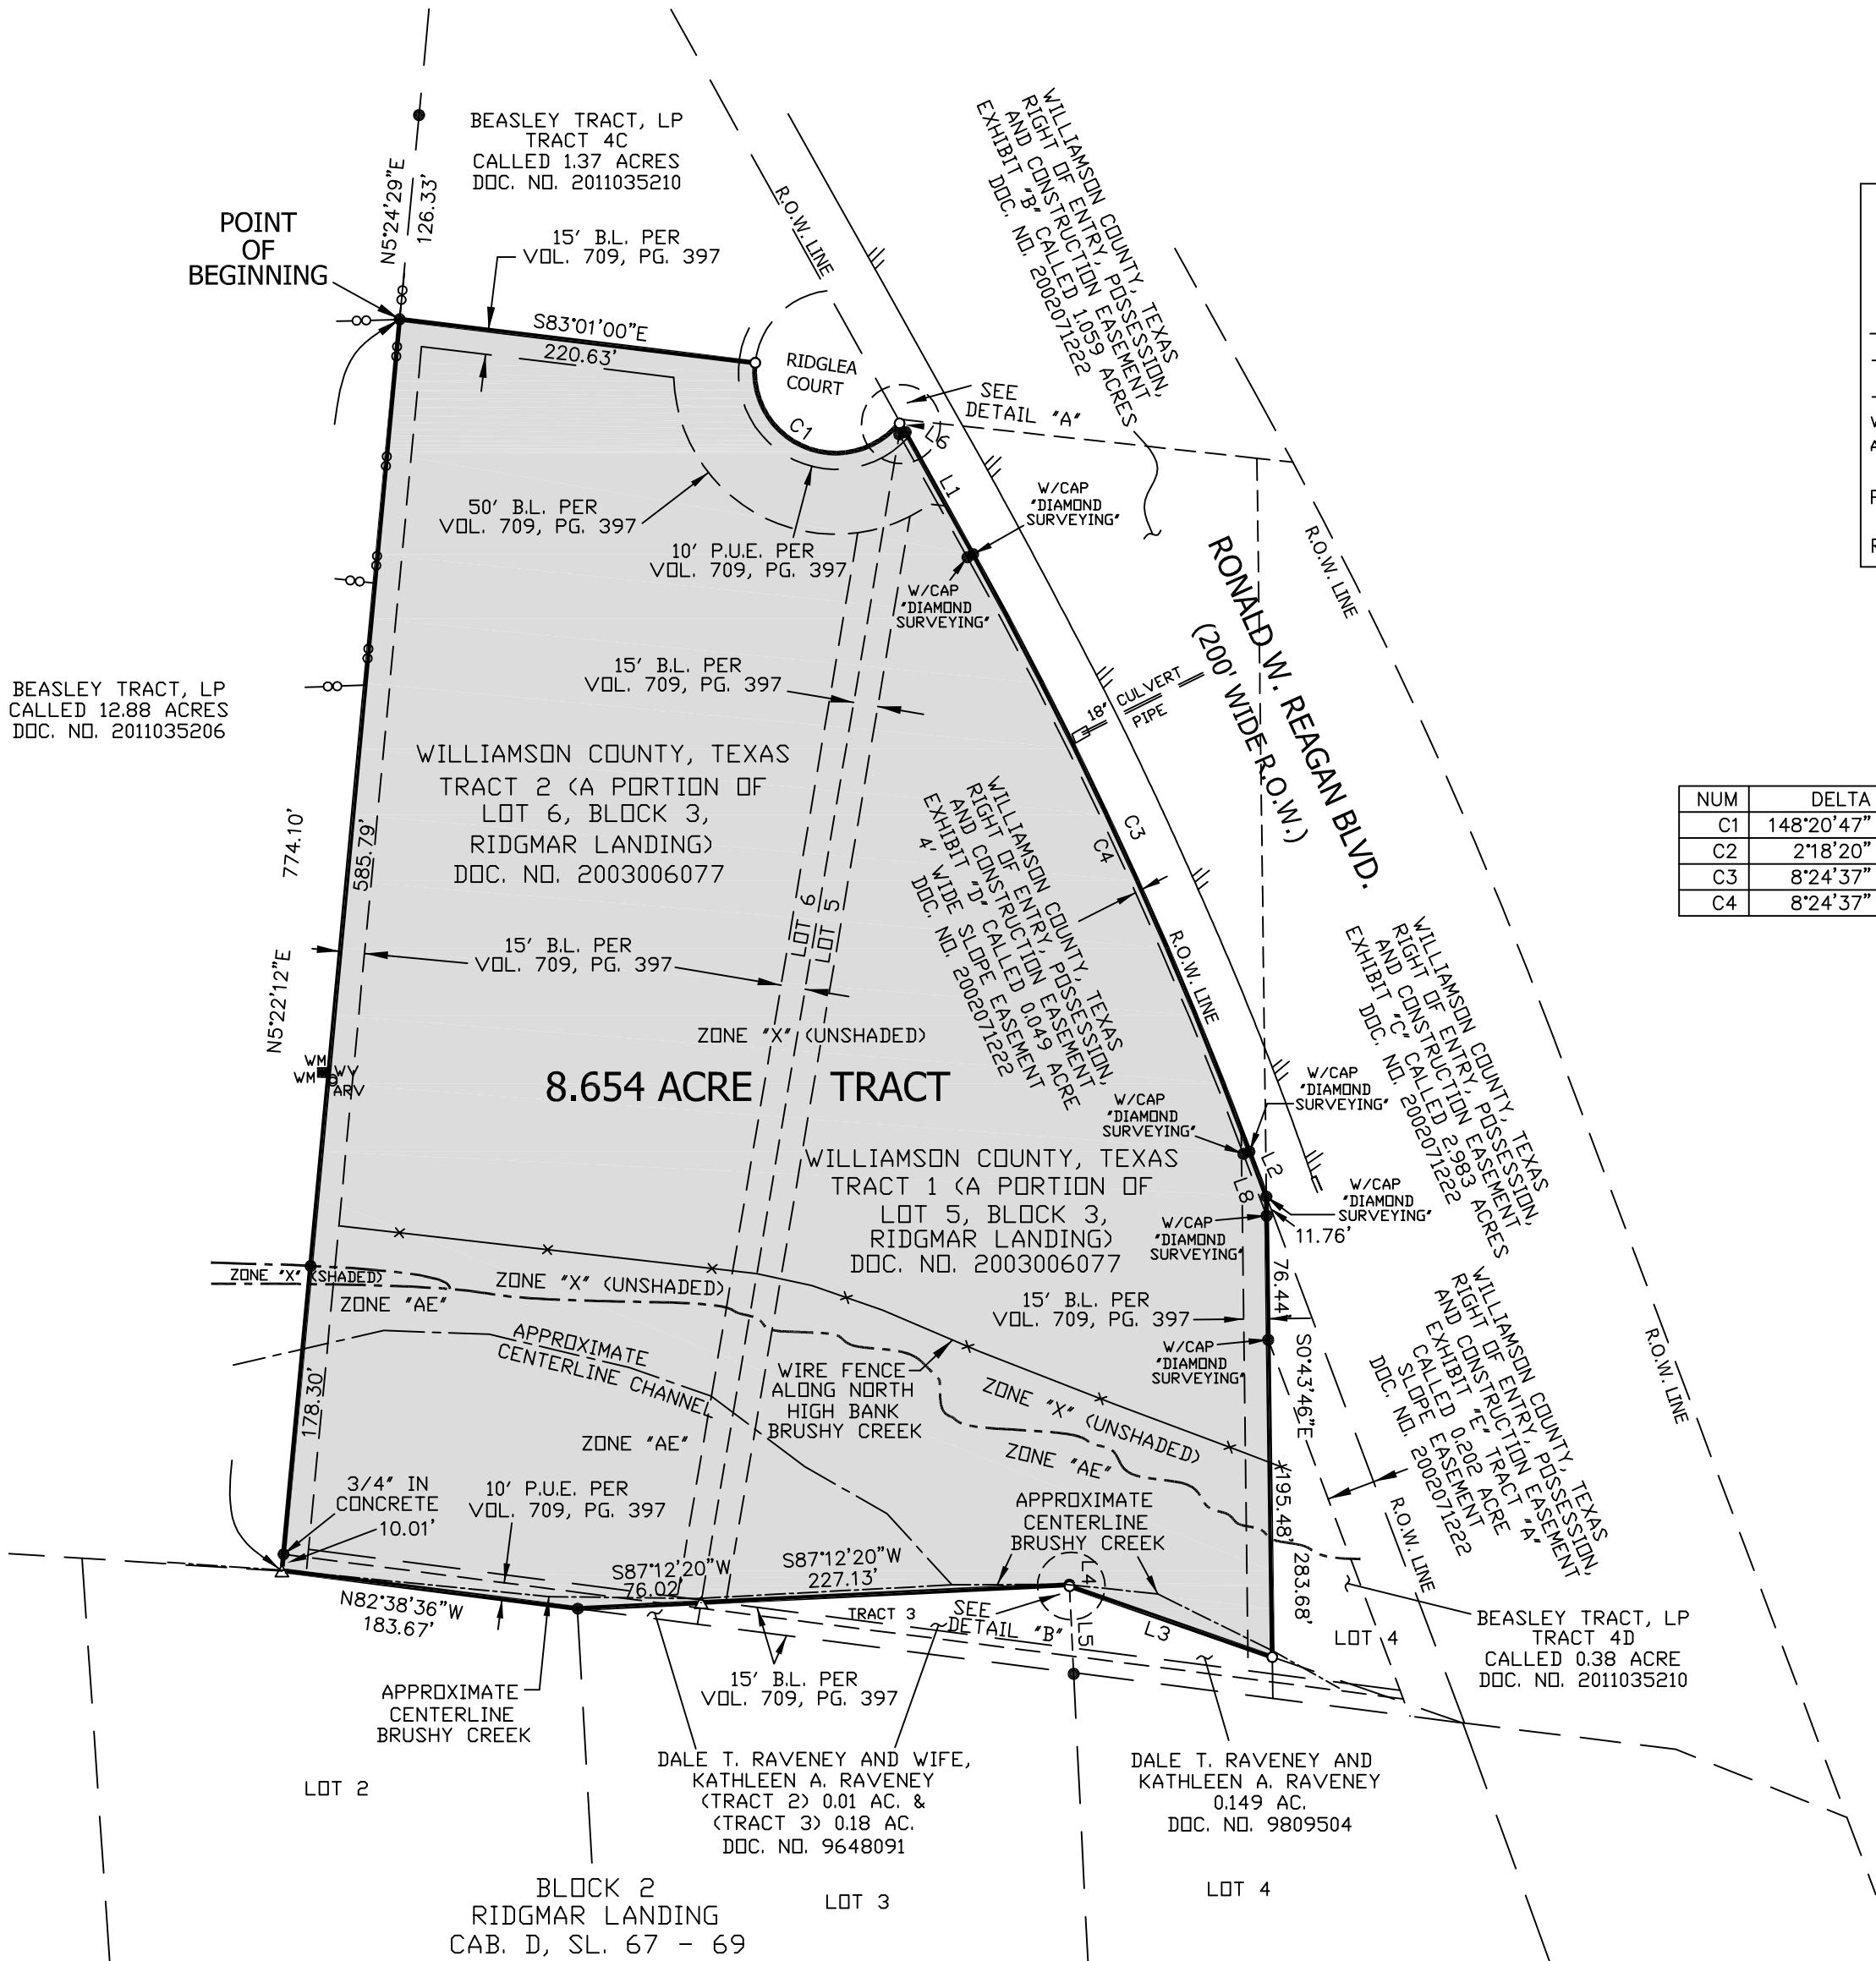 BEASLEY TRACT, LP
TRACT 4C
CALLED 1.37 ACRES
DOC. NO. 2011035210
N5°24'29"E
126.33'
POINT
OF
BEGINNING
15' B.L. PER
VOL. 709, PG. 397
S83°01'00"E
220.63'
RIDGLEA
COURT
C1
R.O.W. LINE
WILLIAMSON COUNTY, TEXAS
RIGHT OF ENTRY, POSSESSION,
AND CONSTRUCTION EASEMENT
EXHIBIT "B" CALLED 1.059 ACRES
DOC. NO. 2002071222
SEE
DETAIL "A"
L6
L1
W/CAP
"DIAMOND
SURVEYING"
50' B.L. PER
VOL. 709, PG. 397
10' P.U.E. PER
VOL. 709, PG. 397
W/CAP
"DIAMOND
SURVEYING"
R.O.W. LINE
RONALD W. REAGAN BLVD.
(200' WIDE R.O.W.)
15' B.L. PER
VOL. 709, PG. 397
18" CULVERT
PIPE
BEASLEY TRACT, LP
CALLED 12.88 ACRES
DOC. NO. 2011035206
WILLIAMSON COUNTY, TEXAS
TRACT 2 (A PORTION OF
LOT 6, BLOCK 3,
RIDGMAR LANDING)
DOC. NO. 2003006077
774.10'
585.79'
N5°22'12"E
C3
C4
NUM DELTA
C1 148°20'47"
C2 2°18'20"
C3 8°24'37"
C4 8°24'37"
WILLIAMSON COUNTY, TEXAS
RIGHT OF ENTRY, POSSESSION,
AND CONSTRUCTION EASEMENT
EXHIBIT "D" CALLED 0.049 ACRE
4' WIDE SLOPE EASEMENT
DOC. NO. 2002071222
LOT 6
LOT 5
15' B.L. PER
VOL. 709, PG. 397
R.O.W. LINE
WILLIAMSON COUNTY, TEXAS
RIGHT OF ENTRY, POSSESSION,
AND CONSTRUCTION EASEMENT
EXHIBIT "C" CALLED 2.983 ACRES
DOC. NO. 2002071222
ZONE "X" (UNSHADED)
WM
WM
WV
ARV
8.654 ACRE TRACT
W/CAP
"DIAMOND
SURVEYING"
W/CAP
"DIAMOND
SURVEYING"
L2
L8
WILLIAMSON COUNTY, TEXAS
TRACT 1 (A PORTION OF
LOT 5, BLOCK 3,
RIDGMAR LANDING)
DOC. NO. 2003006077
W/CAP
"DIAMOND
SURVEYING"
W/CAP
"DIAMOND
SURVEYING"
11.76'
76.44'
ZONE "X" (SHADED)
ZONE "X" (UNSHADED)
ZONE "AE"
15' B.L. PER
VOL. 709, PG. 397
APPROXIMATE
CENTERLINE CHANNEL
W/CAP
"DIAMOND
SURVEYING"
S0°43'46"E
WIRE FENCE
ALONG NORTH
HIGH BANK
BRUSHY CREEK
ZONE "X" (UNSHADED)
WILLIAMSON COUNTY, TEXAS
RIGHT OF ENTRY, POSSESSION,
AND CONSTRUCTION EASEMENT
EXHIBIT "E" TRACT "A"
CALLED 0.202 ACRE
SLOPE EASEMENT
DOC. NO. 2002071222
R.O.W. LINE
178.30'
ZONE "AE"
ZONE "AE"
3/4" IN
CONCRETE
10.01'
10' P.U.E. PER
VOL. 709, PG. 397
APPROXIMATE
CENTERLINE
BRUSHY CREEK
195.48'
283.68'
R.O.W. LINE
S87°12'20"W
76.02
S87°12'20"W
227.13'
N82°38'36"W
183.67'
TRACT 3
SEE
DETAIL "B"
L4
L5
L3
LOT 4
BEASLEY TRACT, LP
TRACT 4D
CALLED 0.38 ACRE
DOC. NO. 2011035210
APPROXIMATE
CENTERLINE
BRUSHY CREEK
15' B.L. PER
VOL. 709, PG. 397
DALE T. RAVENEY AND WIFE,
KATHLEEN A. RAVENEY
(TRACT 2) 0.01 AC. &
(TRACT 3) 0.18 AC.
DOC. NO. 9648091
DALE T. RAVENEY AND
KATHLEEN A. RAVENEY
0.149 AC.
DOC. NO. 9809504
LOT 2
BLOCK 2
RIDGMAR LANDING
CAB. D, SL. 67 - 69
LOT 3
LOT 4